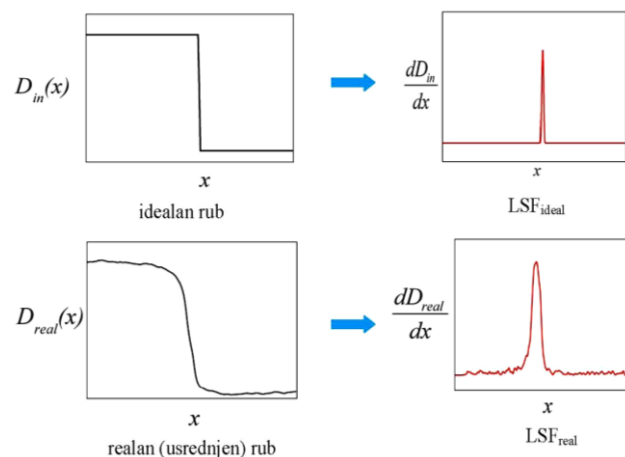 D_in(x)
x
idealan rub
dD_in
dx
x
LSF_ideal
D_real(x)
x
realan (usrednjen) rub
dD_real
dx
x
LSF_real